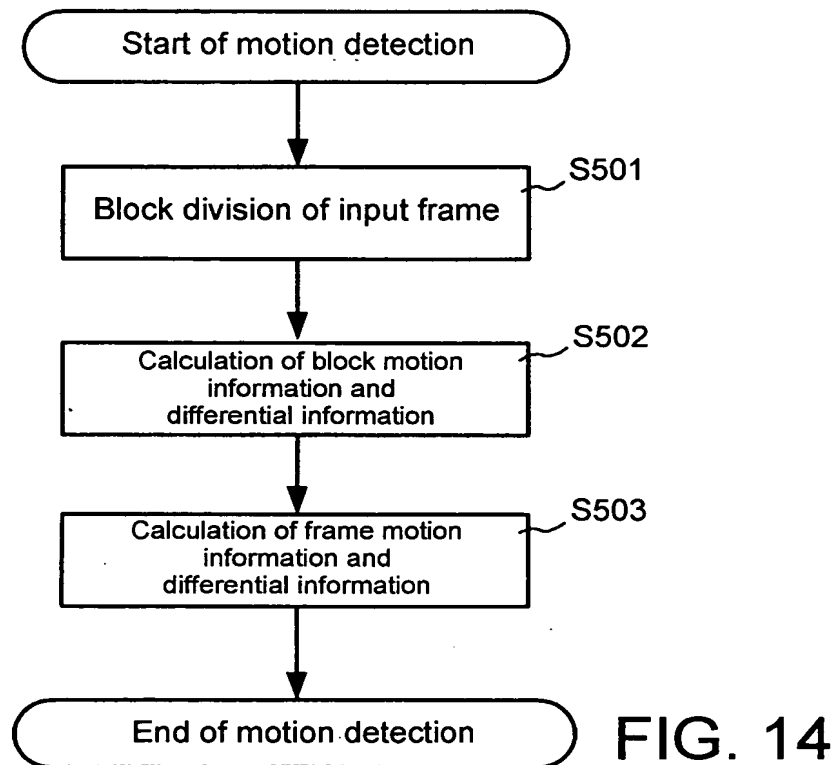 Start of motion detection
S501
Block division of input frame
S502
Calculation of block motion
information and
differential information
S503
Calculation of frame motion
information and
differential information
End of motion detection
FIG. 14